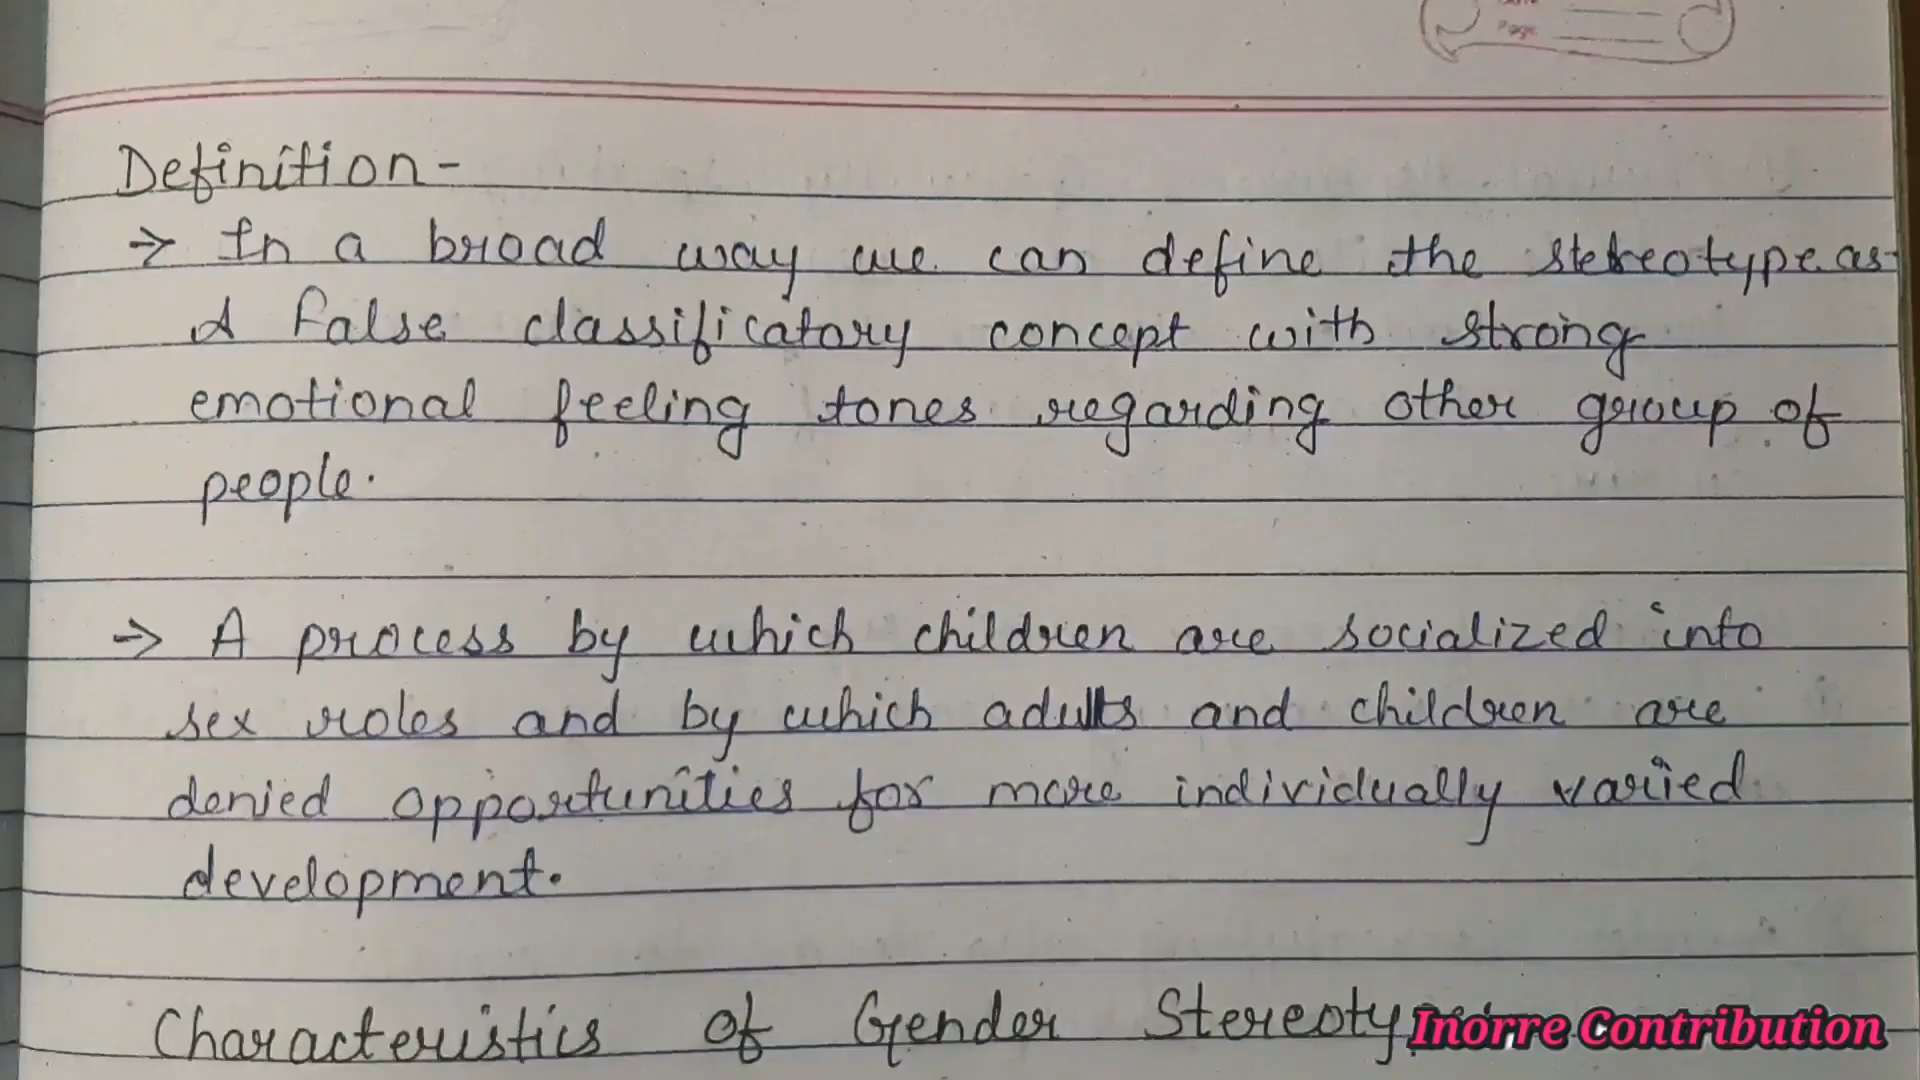 Page
Definition-
→ In a broad way we can define the stereotype as-
A false classificatory concept with strong
emotional feeling tones regarding other group of
people.
→ A process by which children are socialized into
sex roles and by which adults and children are
denied opportunities for more individually varied
development.
Characteristics of Gender
Inorre Contribution